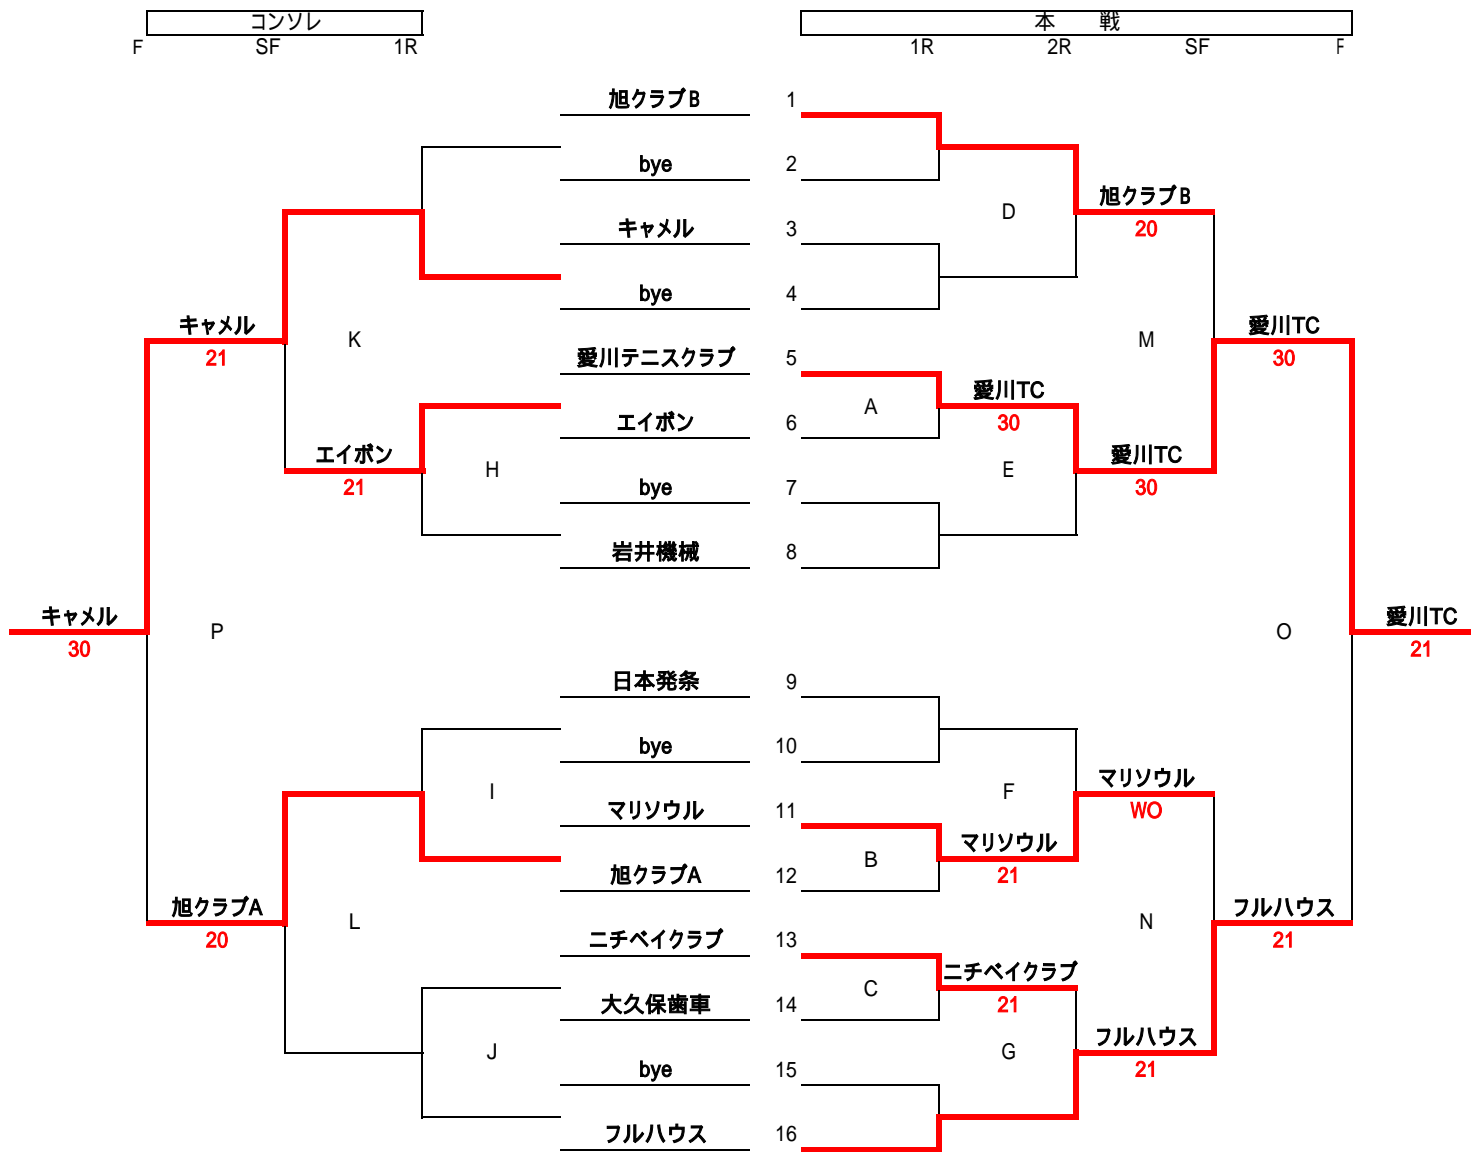 コンソレ 本 戦
F SF 1R 1R 2R SF F
旭クラブB 1
bye 2
旭クラブB
D
20
キャメル 3
bye 4
キャメル
21
K
M
愛川TC
30
愛川テニスクラブ 5
愛川TC
A
30
エイボン 6
エイボン
21
H
E
愛川TC
30
bye 7
岩井機械 8
キャメル
30
P
O
愛川TC
21
日本発条 9
bye 10
マリソウル
WO
I
F
マリソウル 11
マリソウル
21
B
旭クラブA 12
旭クラブA
20
L
N
フルハウス
21
ニチベイクラブ 13
ニチベイクラブ
21
C
大久保歯車 14
フルハウス
21
J
G
bye 15
フルハウス 16